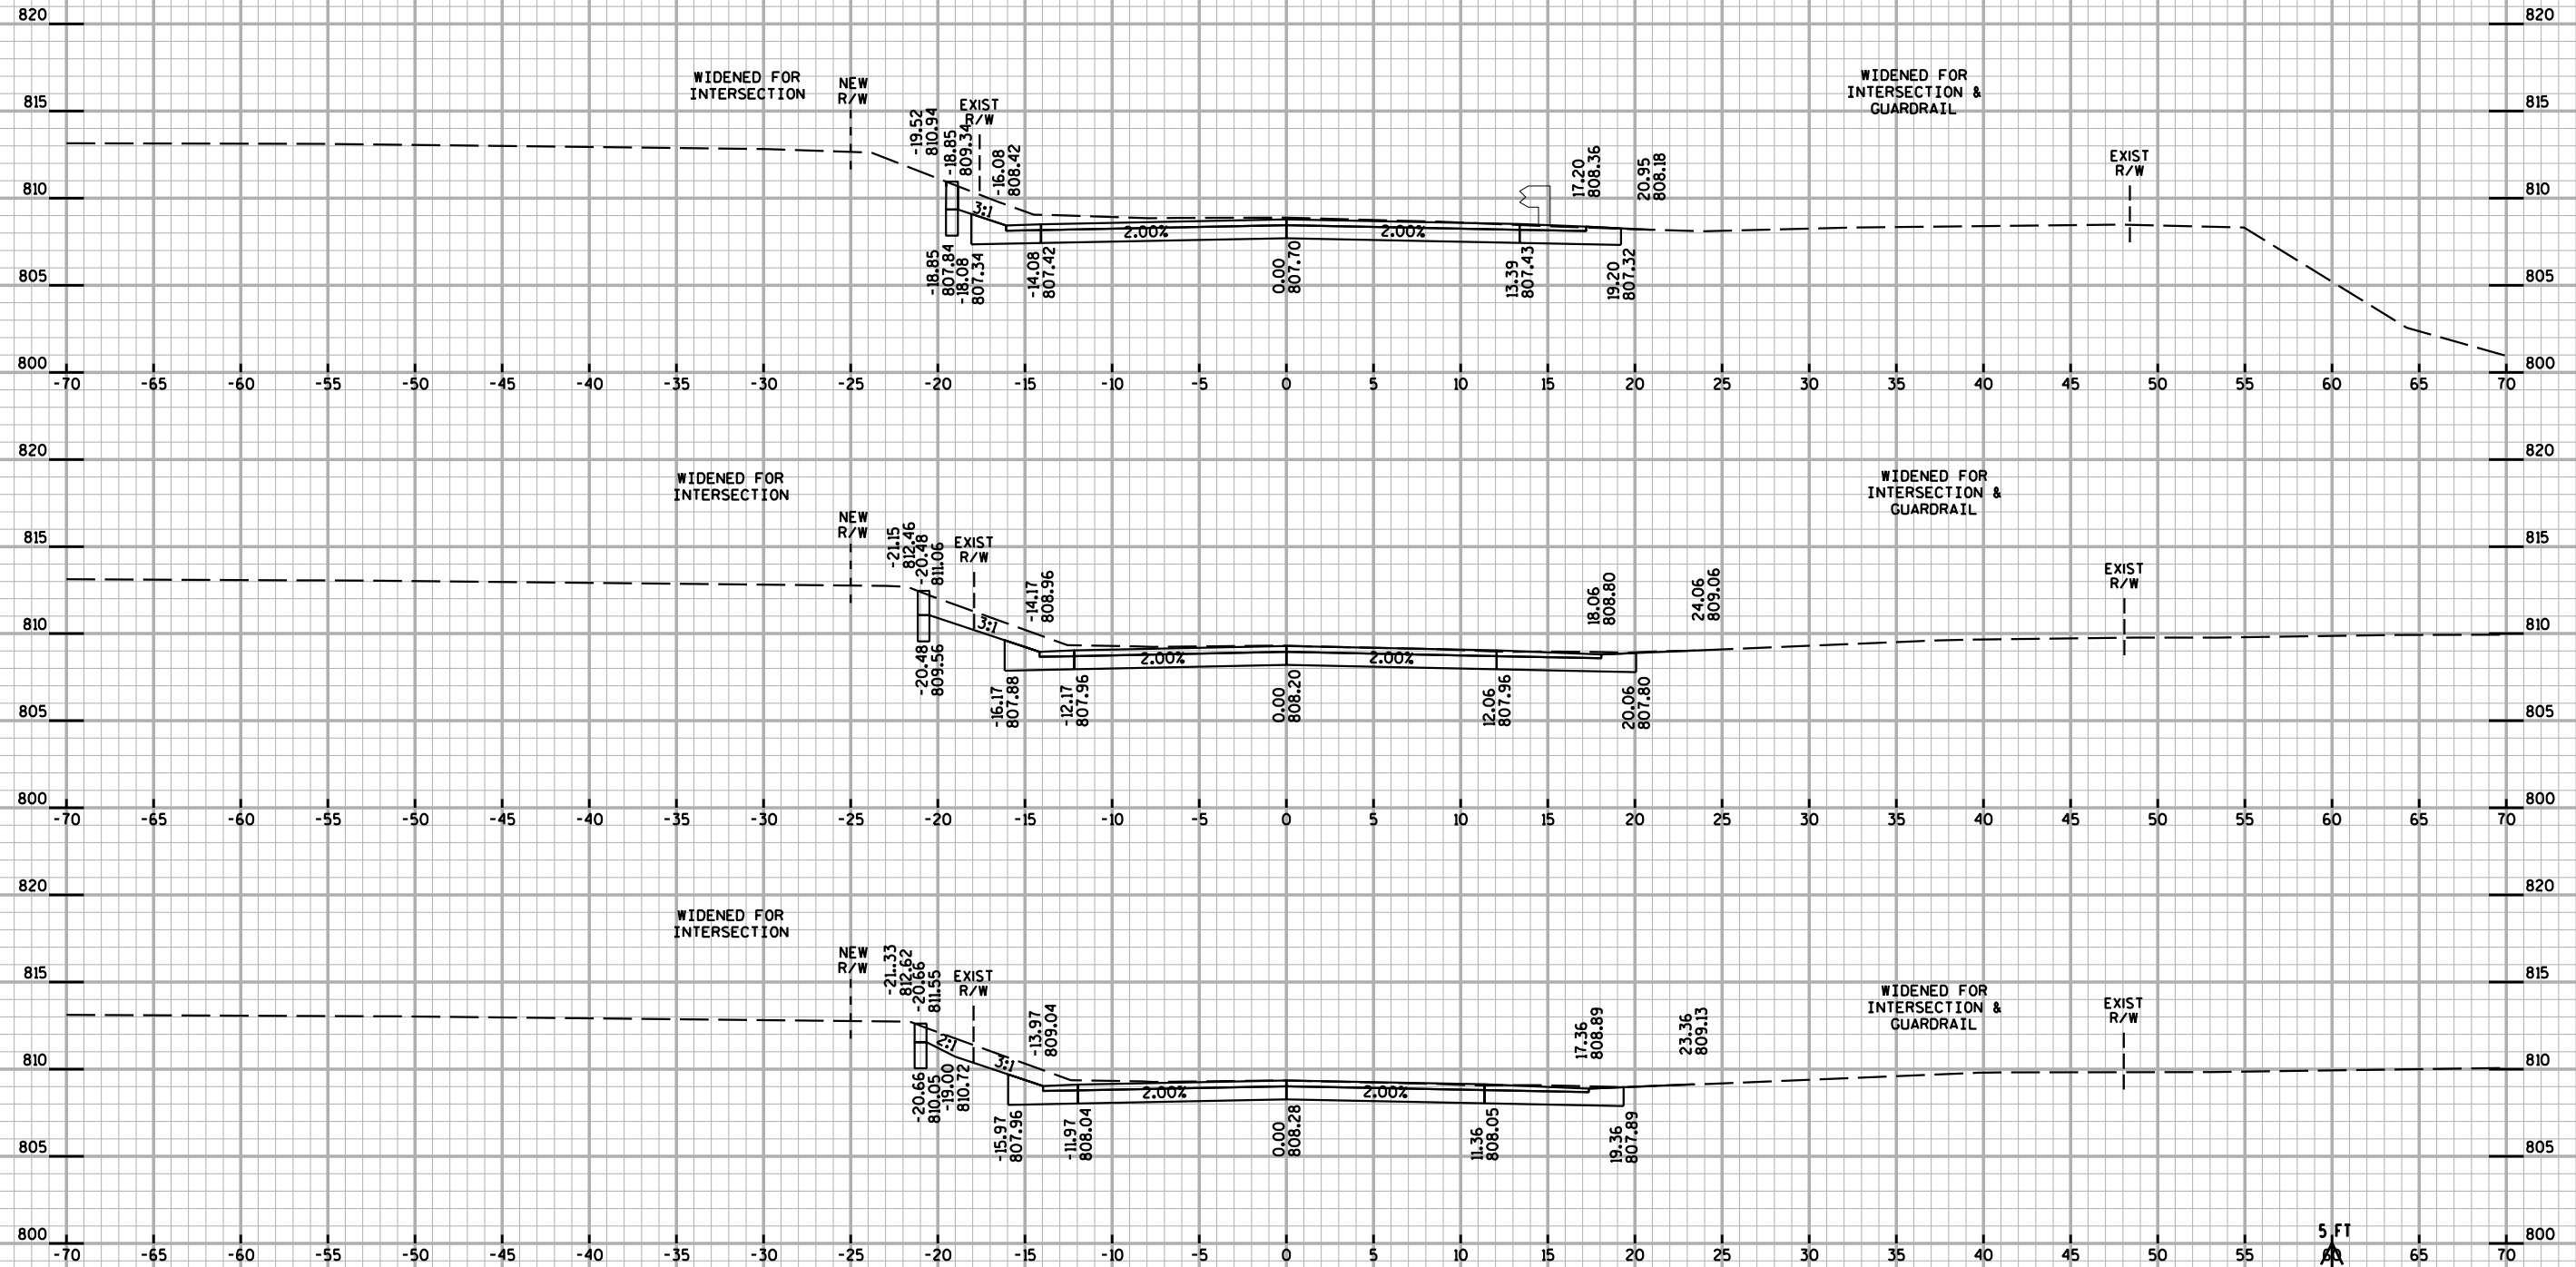 820
820
WIDENED FOR
INTERSECTION
NEW
R/W
WIDENED FOR
INTERSECTION &
GUARDRAIL
815
815
-19.52
810.94
-18.85
809.34
EXIST
R/W
-16.08
808.42
17.20
808.36
20.95
808.18
EXIST
R/W
810
810
3:1
2.00%
2.00%
-18.85
807.84
-18.08
807.34
-14.08
807.42
0.00
807.70
13.39
807.43
19.20
807.32
805
805
800
800
-70 -65 -60 -55 -50 -45 -40 -35 -30 -25 -20 -15 -10 -5 0 5 10 15 20 25 30 35 40 45 50 55 60 65 70
820
820
WIDENED FOR
INTERSECTION
NEW
R/W
WIDENED FOR
INTERSECTION &
GUARDRAIL
815
815
-21.15
812.46
-20.48
811.06
EXIST
R/W
-14.17
808.96
18.06
808.80
24.06
809.06
EXIST
R/W
810
810
3:1
2.00%
2.00%
-20.48
809.56
-16.17
807.88
-12.17
807.96
0.00
808.20
12.06
807.96
20.06
807.80
805
805
800
800
-70 -65 -60 -55 -50 -45 -40 -35 -30 -25 -20 -15 -10 -5 0 5 10 15 20 25 30 35 40 45 50 55 60 65 70
820
820
WIDENED FOR
INTERSECTION
NEW
R/W
WIDENED FOR
INTERSECTION &
GUARDRAIL
815
815
-21.33
812.62
-20.66
811.55
EXIST
R/W
-13.97
809.04
17.36
808.89
23.36
809.13
EXIST
R/W
810
810
2:1
3:1
2.00%
2.00%
-20.66
810.05
-19.00
810.72
-15.97
807.96
-11.97
808.04
0.00
808.28
11.36
808.05
19.36
807.89
805
805
5 FT
800
800
-70 -65 -60 -55 -50 -45 -40 -35 -30 -25 -20 -15 -10 -5 0 5 10 15 20 25 30 35 40 45 50 55 60 65 70